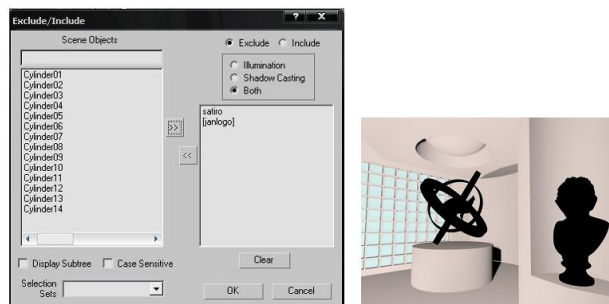 Exclude/Include
? X
Scene Objects
Exclude Include
Illumination
Shadow Casting
Both
Cylinder01
Cylinder02
Cylinder03
Cylinder04
Cylinder05
Cylinder06
Cylinder07
Cylinder08
Cylinder09
Cylinder10
Cylinder11
Cylinder12
Cylinder13
Cylinder14
>>
<<
satiro
[janlogo]
Display Subtree Case Sensitive
Clear
Selection
Sets
OK Cancel